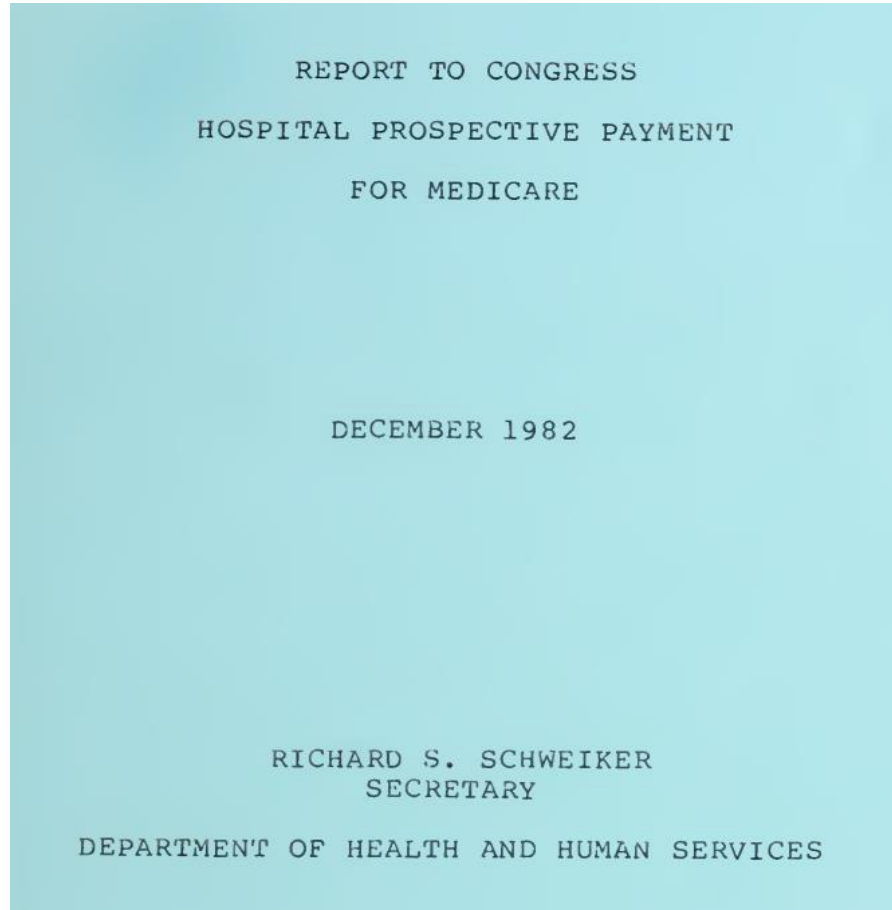 REPORT TO CONGRESS
HOSPITAL PROSPECTIVE PAYMENT
FOR MEDICARE
DECEMBER 1982
RICHARD S. SCHWEIKER
SECRETARY
DEPARTMENT OF HEALTH AND HUMAN SERVICES